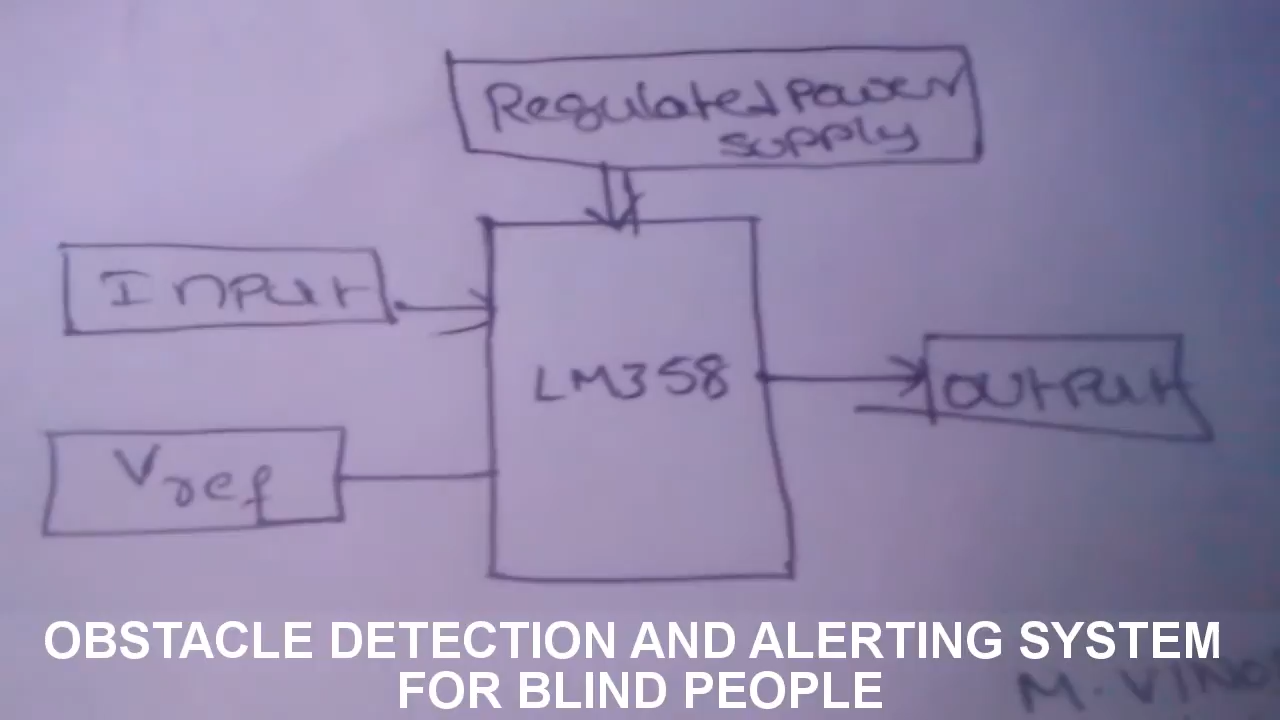 Regulated Power
supply
Input
LM358
Output
Vref
OBSTACLE DETECTION AND ALERTING SYSTEM
FOR BLIND PEOPLE
M.